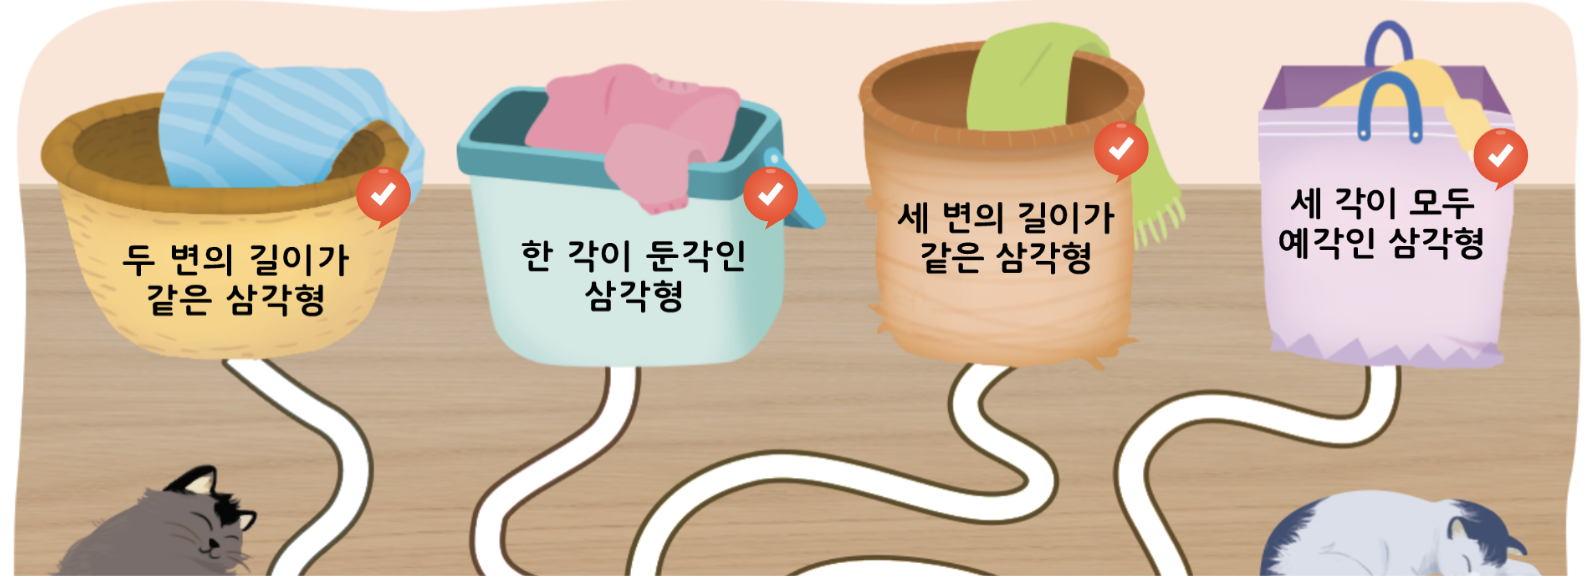 두 변의 길이가
같은 삼각형
한 각이 둔각인
삼각형
세 변의 길이가
같은 삼각형
세 각이 모두
예각인 삼각형